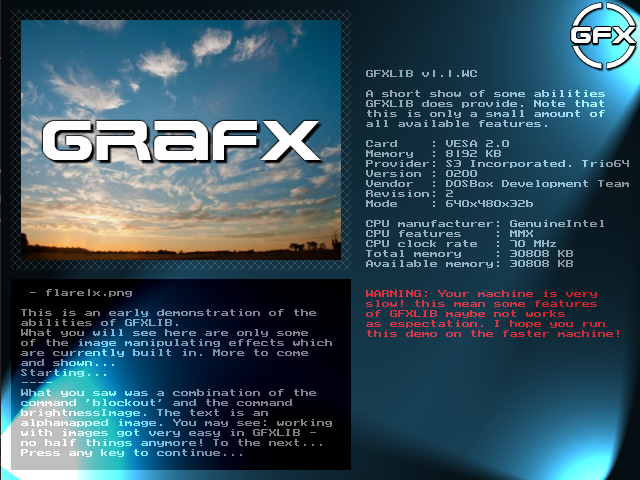 GFX
GRAFX
GFXLIB v1.1.WC
A short show of some abilities
GFXLIB does provide. Note that
this is only a small amount of
all available features.
Card : VESA 2.0
Memory : 8192 KB
Provider: S3 Incorporated. Trio64
Version : 0200
Vendor : DOSBox Development Team
Revision: 2
Mode : 640x480x32b
CPU manufacturer: GenuineIntel
CPU features : MMX
CPU clock rate : 70 MHz
Total memory : 30808 KB
Available memory: 30808 KB
WARNING: Your machine is very
slow! this mean some features
of GFXLIB maybe not works
as espectation. I hope you run
this demo on the faster machine!
- flare1x.png
This is an early demonstration of the
abilities of GFXLIB.
What you will see here are only some
of the image manipulating effects which
are currently built in. More to come
and shown...
Starting...
----
What you saw was a combination of the
command 'blockout' and the command
brightnessImage. The text is an
alphamapped image. You may see: working
with images got very easy in GFXLIB -
no half things anymore! To the next...
Press any key to continue...